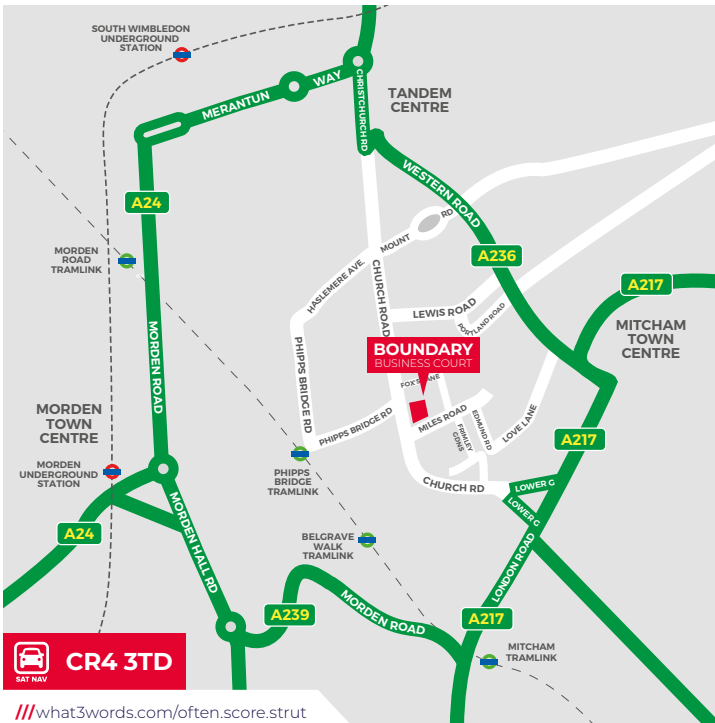 SOUTH WIMBLEDON
UNDERGROUND
STATION
MERANTUN WAY
CHRISTCHURCH RD
TANDEM
CENTRE
WESTERN ROAD
A24
MOUNT RD
A236
MORDEN
ROAD
TRAMLINK
HASLEMERE AVE
CHURCH ROAD
A217
LEWIS ROAD
PORTLAND ROAD
MITCHAM
TOWN
CENTRE
MORDEN ROAD
PHIPPS BRIDGE RD
BOUNDARY
BUSINESS COURT
MORDEN
TOWN
CENTRE
PHIPPS BRIDGE RD
MILES ROAD
EDMUND RD
FRIMLEY
GDNS
LOVE LANE
A217
MORDEN
UNDERGROUND
STATION
PHIPPS
BRIDGE
TRAMLINK
CHURCH RD
LOWER G
LOWER G
A24
MORDEN HALL RD
BELGRAVE
WALK
TRAMLINK
LONDON ROAD
A239
MORDEN ROAD
A217
MITCHAM
TRAMLINK
SAT NAV
CR4 3TD
///what3words.com/often.score.strut